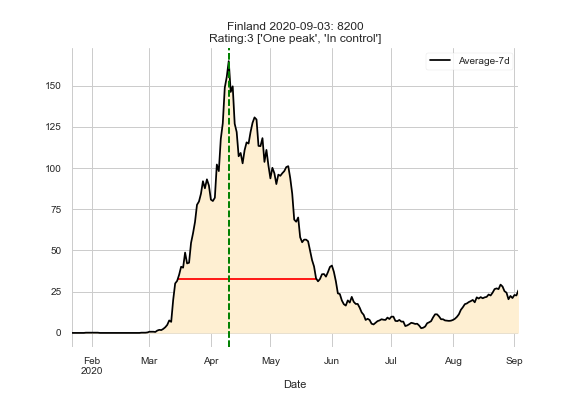 Finland 2020-09-03: 8200
Rating:3 ['One peak', 'In control']
Average-7d
150
125
100
75
50
25
0
Feb
2020
Mar
Apr
May
Jun
Jul
Aug
Sep
Date